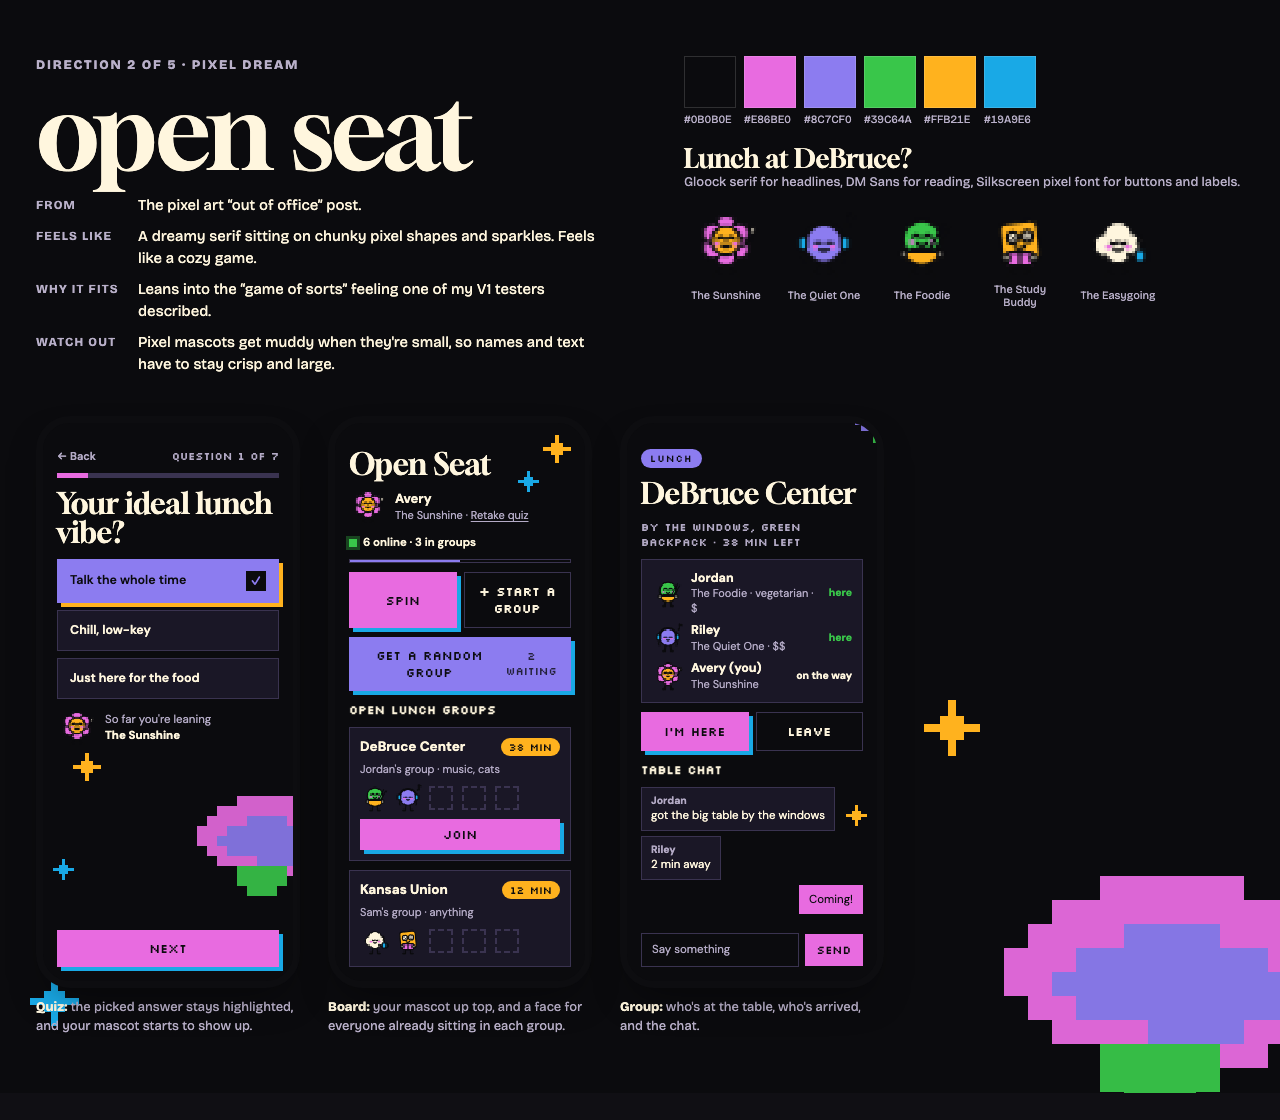 DIRECTION 2 OF 5 · PIXEL DREAM
open seat
FROM
The pixel art “out of office” post.
FEELS LIKE
A dreamy serif sitting on chunky pixel shapes and sparkles. Feels
like a cozy game.
WHY IT FITS
Leans into the “game of sorts” feeling one of my V1 testers
described.
WATCH OUT
Pixel mascots get muddy when they're small, so names and text
have to stay crisp and large.
#0B0B0E
#E86BE0
#8C7CF0
#39C64A
#FFB21E
#19A9E6
Lunch at DeBruce?
Gloock serif for headlines, DM Sans for reading, Silkscreen pixel font for buttons and labels.
The Sunshine
The Quiet One
The Foodie
The Study
Buddy
The Easygoing
← Back
QUESTION 1 OF 7
Your ideal lunch
vibe?
Talk the whole time
Chill, low-key
Just here for the food
So far you're leaning
The Sunshine
NEXT
Quiz: the picked answer stays highlighted,
and your mascot starts to show up.
Open Seat
Avery
The Sunshine · Retake quiz
6 online · 3 in groups
SPIN
+ START A
GROUP
GET A RANDOM
GROUP
2
WAITING
OPEN LUNCH GROUPS
DeBruce Center
38 MIN
Jordan's group · music, cats
JOIN
Kansas Union
12 MIN
Sam's group · anything
Board: your mascot up top, and a face for
everyone already sitting in each group.
LUNCH
DeBruce Center
BY THE WINDOWS, GREEN
BACKPACK · 38 MIN LEFT
Jordan
The Foodie · vegetarian ·
$
here
Riley
The Quiet One · $$
here
Avery (you)
The Sunshine
on the way
I'M HERE
LEAVE
TABLE CHAT
Jordan
got the big table by the windows
Riley
2 min away
Coming!
Say something
SEND
Group: who's at the table, who's arrived,
and the chat.